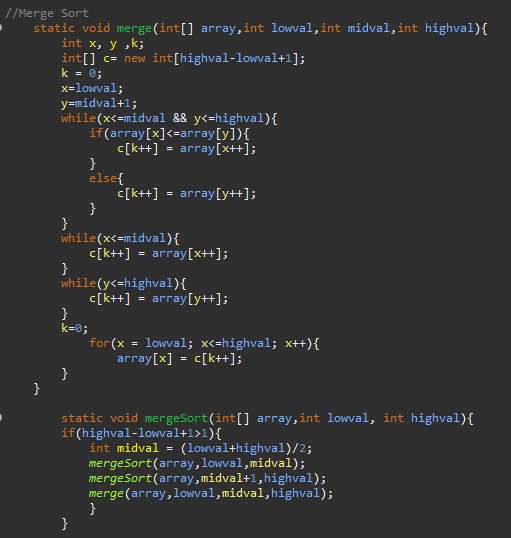 //Merge Sort
    static void merge(int[] array,int lowval,int midval,int highval){
        int x, y ,k;
        int[] c= new int[highval-lowval+1];
        k = 0;
        x=lowval;
        y=midval+1;
        while(x<=midval && y<=highval){
            if(array[x]<=array[y]){
                c[k++] = array[x++];
            }
            else{
                c[k++] = array[y++];
            }
        }
        while(x<=midval){
            c[k++] = array[x++];
        }
        while(y<=highval){
            c[k++] = array[y++];
        }
        k=0;
            for(x = lowval; x<=highval; x++){
                array[x] = c[k++];
        }
    }

        static void mergeSort(int[] array,int lowval, int highval){
        if(highval-lowval+1>1){
            int midval = (lowval+highval)/2;
            mergeSort(array,lowval,midval);
            mergeSort(array,midval+1,highval);
            merge(array,lowval,midval,highval);
            }
        }